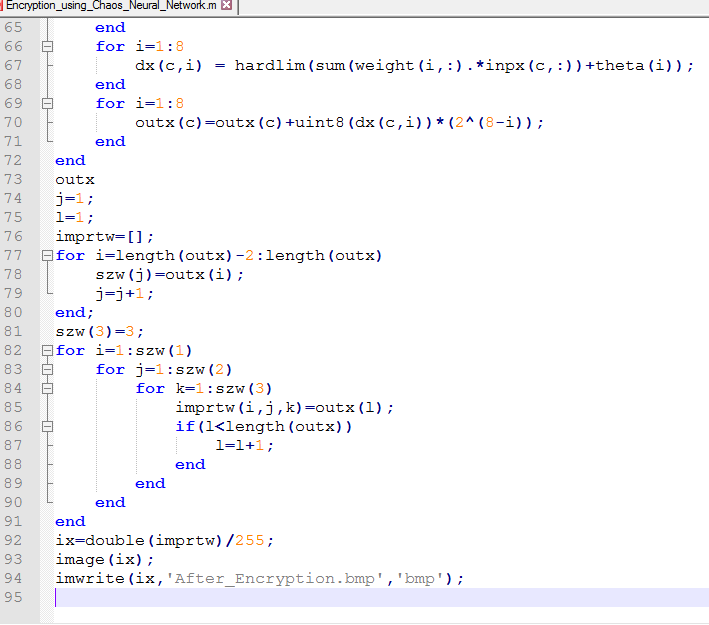 Encryption_using_Chaos_Neural_Network.m
65 end
66 for i=1:8
67 dx(c,i) = hardlim(sum(weight(i,:).*inpx(c,:))+theta(i));
68 end
69 for i=1:8
70 outx(c)=outx(c)+uint8(dx(c,i))*(2^(8-i));
71 end
72 end
73 outx
74 j=1;
75 l=1;
76 imprtw=[];
77 for i=length(outx)-2:length(outx)
78 szw(j)=outx(i);
79 j=j+1;
80 end;
81 szw(3)=3;
82 for i=1:szw(1)
83 for j=1:szw(2)
84 for k=1:szw(3)
85 imprtw(i,j,k)=outx(l);
86 if(l<length(outx))
87 l=l+1;
88 end
89 end
90 end
91 end
92 ix=double(imprtw)/255;
93 image(ix);
94 imwrite(ix,'After_Encryption.bmp','bmp');
95